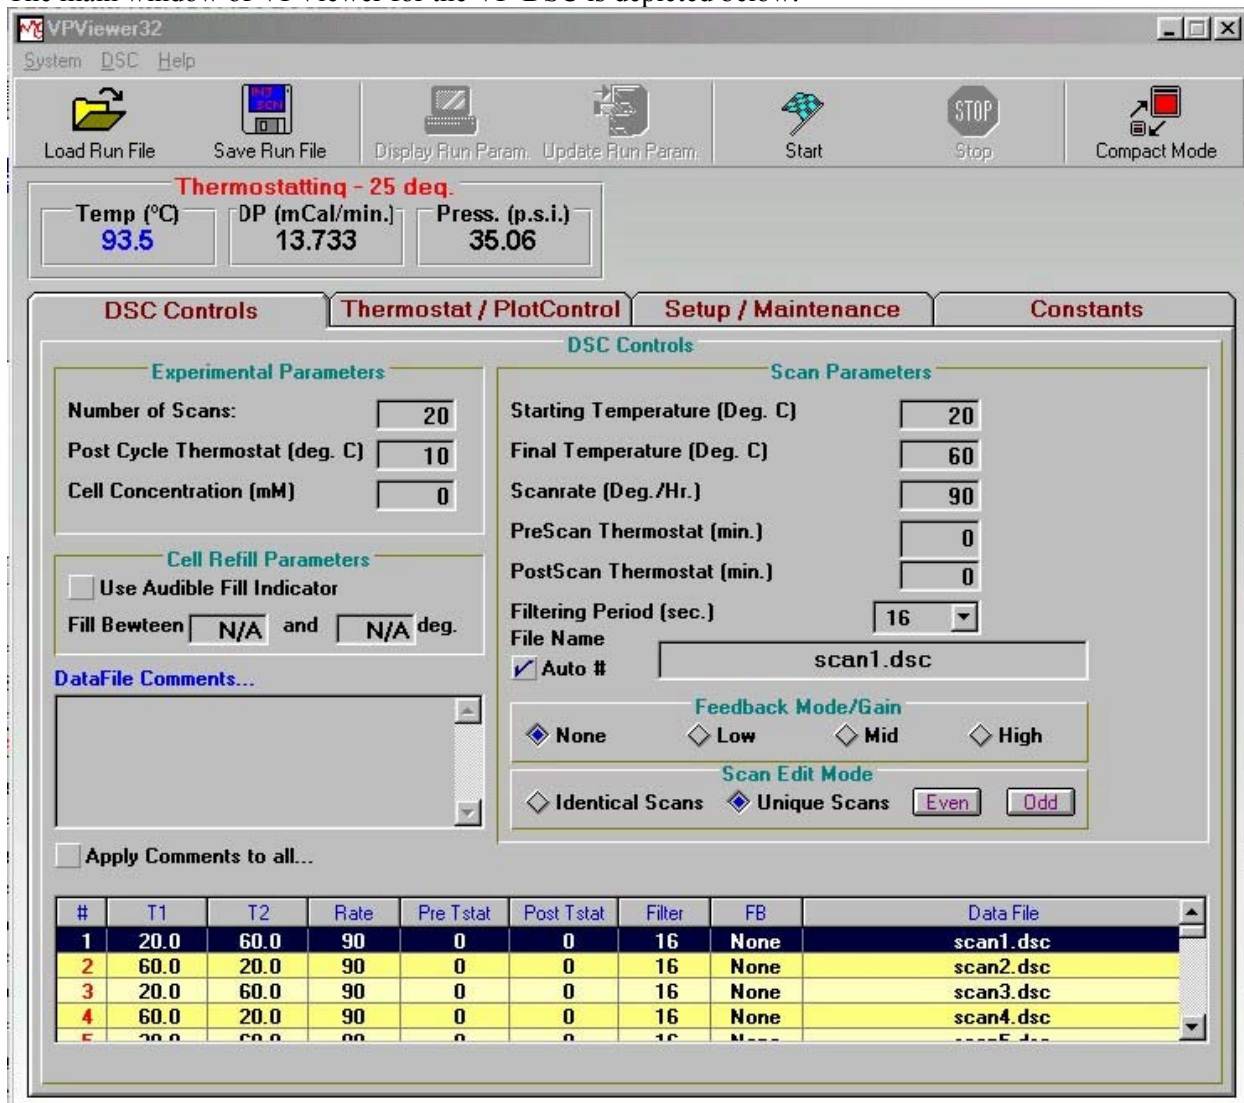 The main window of VPViewer for the VP-DSC is depicted below.
VPViewer32
System DSC Help
INJ
SCN
STOP
Load Run File Save Run File Display Run Param. Update Run Param. Start Stop Compact Mode
Thermostatting - 25 deg.
Temp (ºC) DP (mCal/min.) Press. (p.s.i.)
93.5 13.733 35.06
DSC Controls Thermostat / PlotControl Setup / Maintenance Constants
DSC Controls
Experimental Parameters
Number of Scans: 20
Post Cycle Thermostat (deg. C) 10
Cell Concentration (mM) 0
Cell Refill Parameters
Use Audible Fill Indicator
Fill Bewteen N/A and N/A deg.
DataFile Comments...
Apply Comments to all...
Scan Parameters
Starting Temperature (Deg. C) 20
Final Temperature (Deg. C) 60
Scanrate (Deg./Hr.) 90
PreScan Thermostat (min.) 0
PostScan Thermostat (min.) 0
Filtering Period (sec.) 16
File Name
Auto # scan1.dsc
Feedback Mode/Gain
None Low Mid High
Scan Edit Mode
Identical Scans Unique Scans Even Odd
# T1 T2 Rate Pre Tstat Post Tstat Filter FB Data File
1 20.0 60.0 90 0 0 16 None scan1.dsc
2 60.0 20.0 90 0 0 16 None scan2.dsc
3 20.0 60.0 90 0 0 16 None scan3.dsc
4 60.0 20.0 90 0 0 16 None scan4.dsc